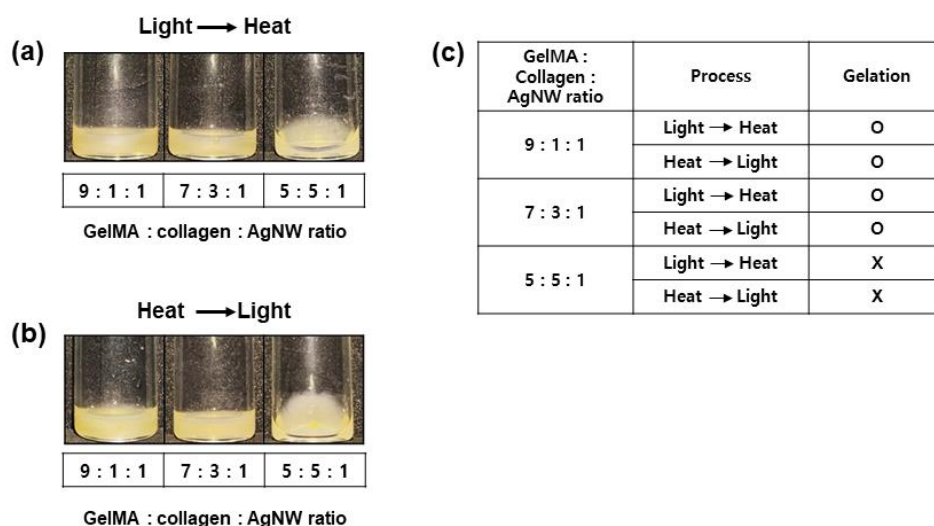 (a)
Light → Heat
9 : 1 : 1
7 : 3 : 1
5 : 5 : 1
GelMA : collagen : AgNW ratio
(b)
Heat → Light
9 : 1 : 1
7 : 3 : 1
5 : 5 : 1
GelMA : collagen : AgNW ratio
(c)
GelMA :
Collagen :
AgNW ratio
Process
Gelation
9 : 1 : 1
Light → Heat
O
Heat → Light
O
7 : 3 : 1
Light → Heat
O
Heat → Light
O
5 : 5 : 1
Light → Heat
X
Heat → Light
X